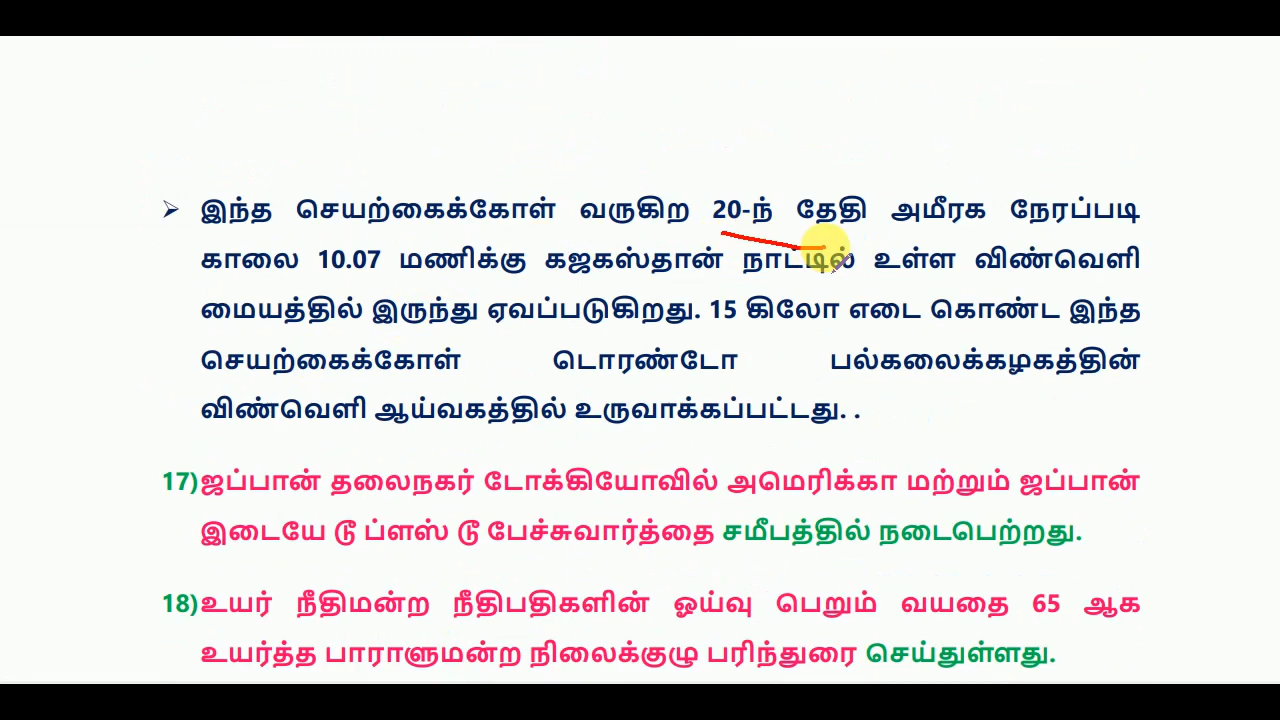 ➢ இந்த செயற்கைக்கோள் வருகிற 20-ந் தேதி அமீரக நேரப்படி
காலை 10.07 மணிக்கு கஜகஸ்தான் நாட்டில் உள்ள விண்வெளி
மையத்தில் இருந்து ஏவப்படுகிறது. 15 கிலோ எடை கொண்ட இந்த
செயற்கைக்கோள் டொரண்டோ பல்கலைக்கழகத்தின்
விண்வெளி ஆய்வகத்தில் உருவாக்கப்பட்டது. .
17)ஜப்பான் தலைநகர் டோக்கியோவில் அமெரிக்கா மற்றும் ஜப்பான்
இடையே டூ ப்ளஸ் டூ பேச்சுவார்த்தை சமீபத்தில் நடைபெற்றது.
18)உயர் நீதிமன்ற நீதிபதிகளின் ஓய்வு பெறும் வயதை 65 ஆக
உயர்த்த பாராளுமன்ற நிலைக்குழு பரிந்துரை செய்துள்ளது.